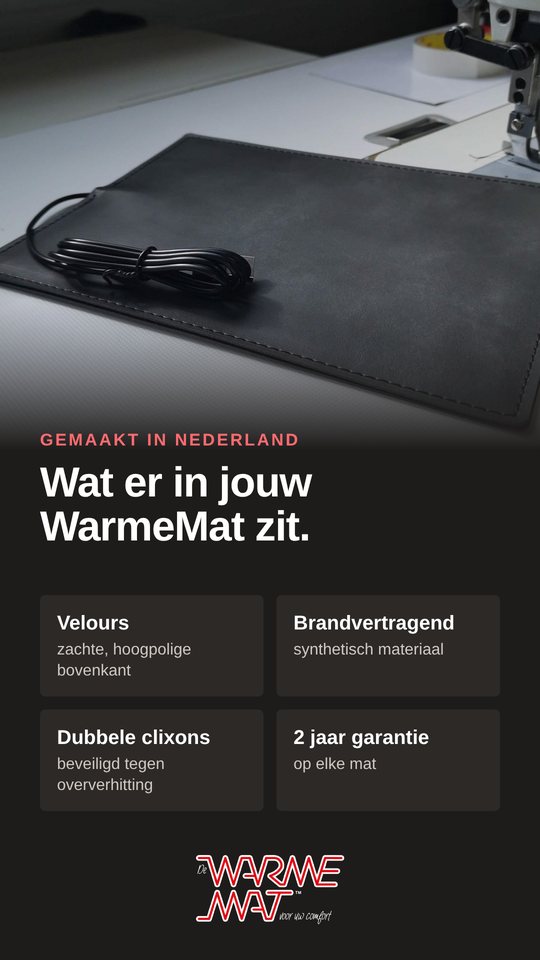 GEMAAKT IN NEDERLAND
Wat er in jouw
WarmeMat zit.
Velours
zachte, hoogpolige
bovenkant
Brandvertragend
synthetisch materiaal
Dubbele clixons
beveiligd tegen
oververhitting
2 jaar garantie
op elke mat
De WARME
MAT™ voor uw comfort